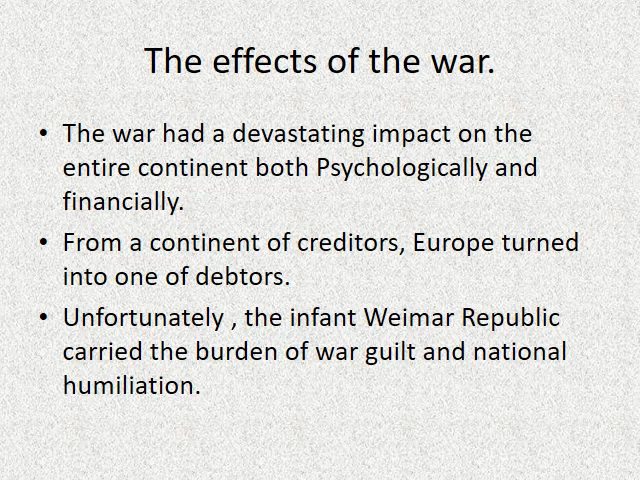 The effects of the war.
• The war had a devastating impact on the
entire continent both Psychologically and
financially.
• From a continent of creditors, Europe turned
into one of debtors.
• Unfortunately , the infant Weimar Republic
carried the burden of war guilt and national
humiliation.